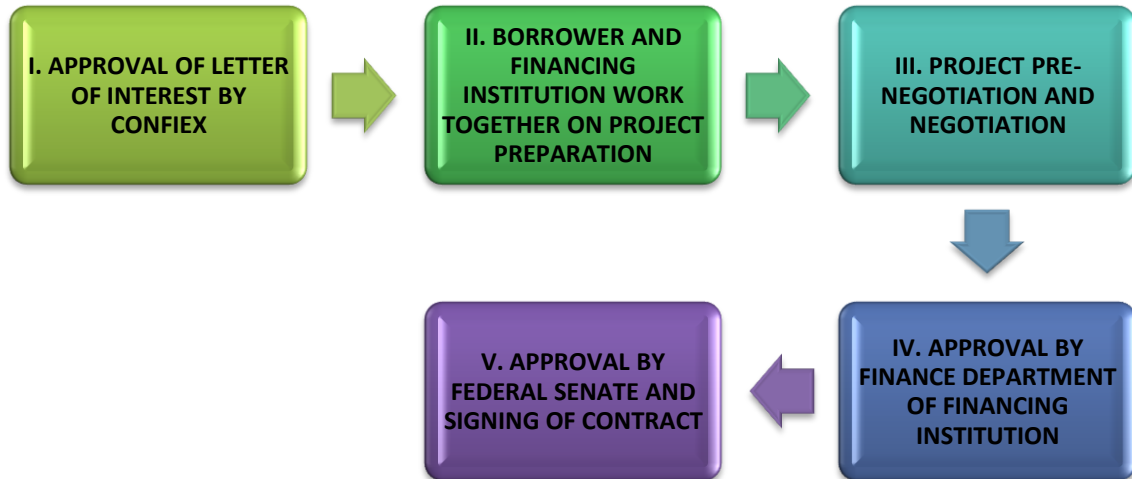 I. APPROVAL OF LETTER
OF INTEREST BY
CONFIEX
II. BORROWER AND
FINANCING
INSTITUTION WORK
TOGETHER ON PROJECT
PREPARATION
III. PROJECT PRE-
NEGOTIATION AND
NEGOTIATION
IV. APPROVAL BY
FINANCE DEPARTMENT
OF FINANCING
INSTITUTION
V. APPROVAL BY
FEDERAL SENATE AND
SIGNING OF CONTRACT